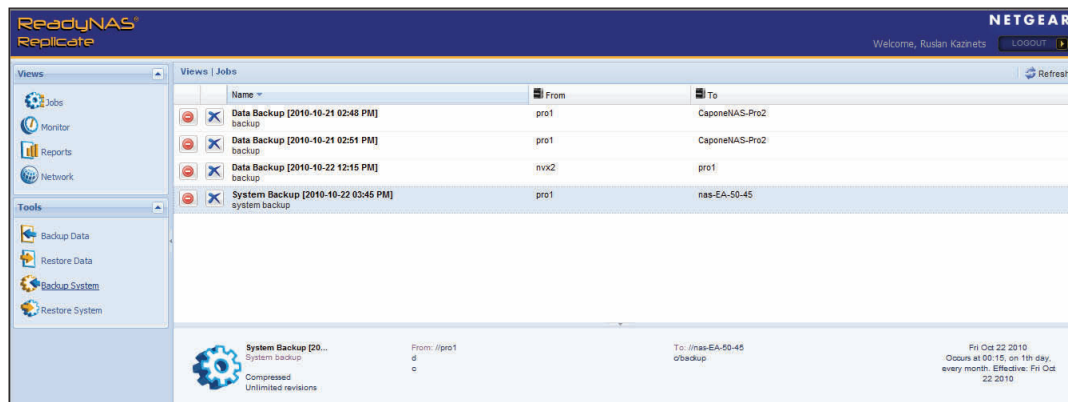 ReadyNAS®
Replicate
NETGEAR
Welcome, Ruslan Kazinets LOGOUT
Views
Jobs
Monitor
Reports
Network
Tools
Backup Data
Restore Data
Backup System
Restore System
Views | Jobs Refresh
Name From To
Data Backup [2010-10-21 02:48 PM] pro1 CaponeNAS-Pro2
backup
Data Backup [2010-10-21 02:51 PM] pro1 CaponeNAS-Pro2
backup
Data Backup [2010-10-22 12:15 PM] nvx2 pro1
backup
System Backup [2010-10-22 03:45 PM] pro1 nas-EA-50-45
system backup
System Backup [20... From: //pro1 To: //nas-EA-50-45 Fri Oct 22 2010
System backup d c/backup Occurs at 00:15, on 1th day,
c every month. Effective: Fri Oct
Compressed 22 2010
Unlimited revisions